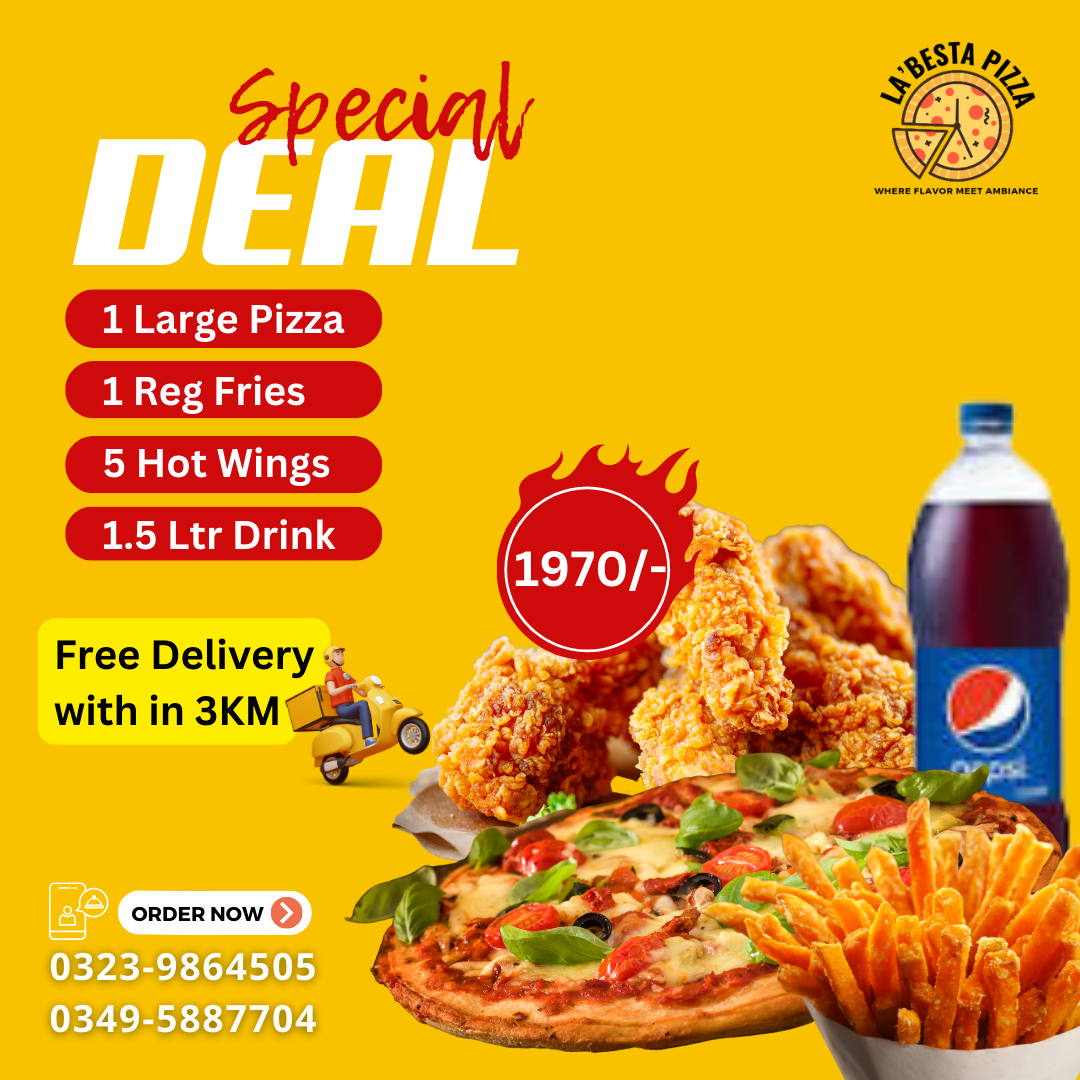 LA'BESTA PIZZA
WHERE FLAVOR MEET AMBIANCE
Special
DEAL
1 Large Pizza
1 Reg Fries
5 Hot Wings
1.5 Ltr Drink
1970/-
Free Delivery
with in 3KM
pepsi
ORDER NOW
0323-9864505
0349-5887704